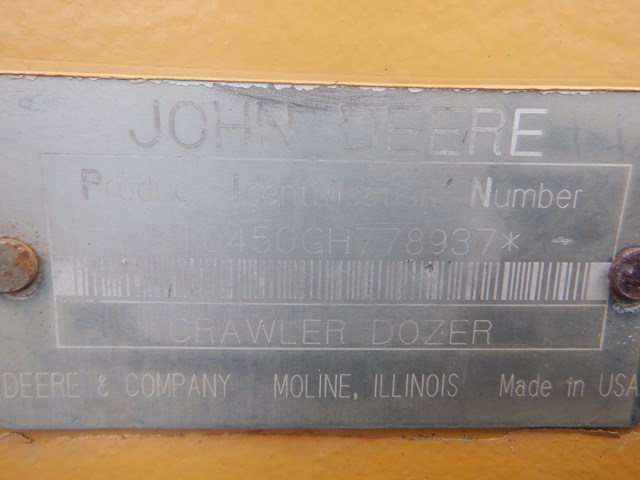 JOHN DEERE
Product Identification Number
T0450GH778937*
CRAWLER DOZER
DEERE & COMPANY MOLINE, ILLINOIS Made in USA